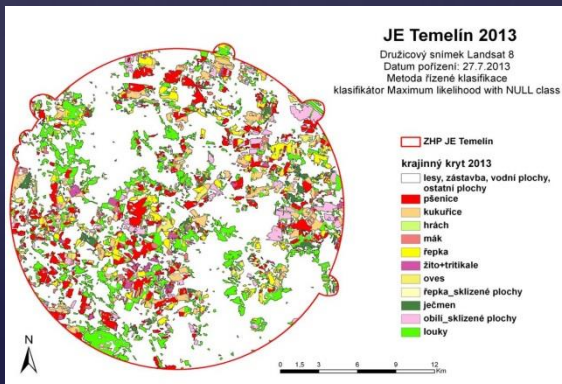 JE Temelín 2013
Družicový snímek Landsat 8
Datum pořízení: 27.7.2013
Metoda řízené klasifikace
klasifikátor Maximum likelihood with NULL class
ZHP JE Temelín
krajinný kryt 2013
lesy, zástavba, vodní plochy,
ostatní plochy
pšenice
kukuřice
hrách
mák
řepka
žito+tritikale
oves
řepka_sklizené plochy
ječmen
obilí_sklizené plochy
louky
N
0 1,5 3 6 9 12
Km